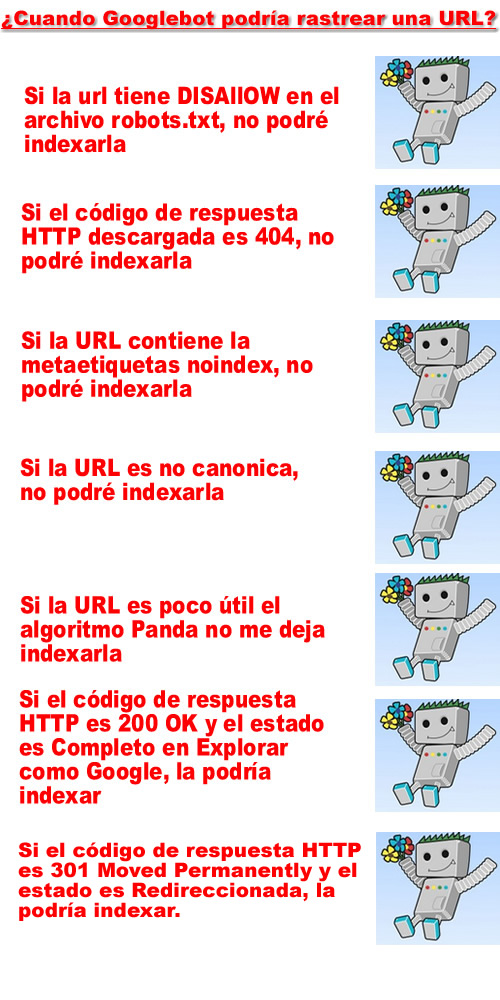 ¿Cuando Googlebot podría rastrear una URL?
Si la url tiene DISAllOW en el
archivo robots.txt, no podré
indexarla
Si el código de respuesta
HTTP descargada es 404, no
podré indexarla
Si la URL contiene la
metaetiquetas noindex, no
podré indexarla
Si la URL es no canonica,
no podré indexarla
Si la URL es poco útil el
algoritmo Panda no me deja
indexarla
Si el código de respuesta
HTTP es 200 OK y el estado
es Completo en Explorar
como Google, la podría
indexar
Si el código de respuesta HTTP
es 301 Moved Permanently y el
estado es Redireccionada, la
podría indexar.